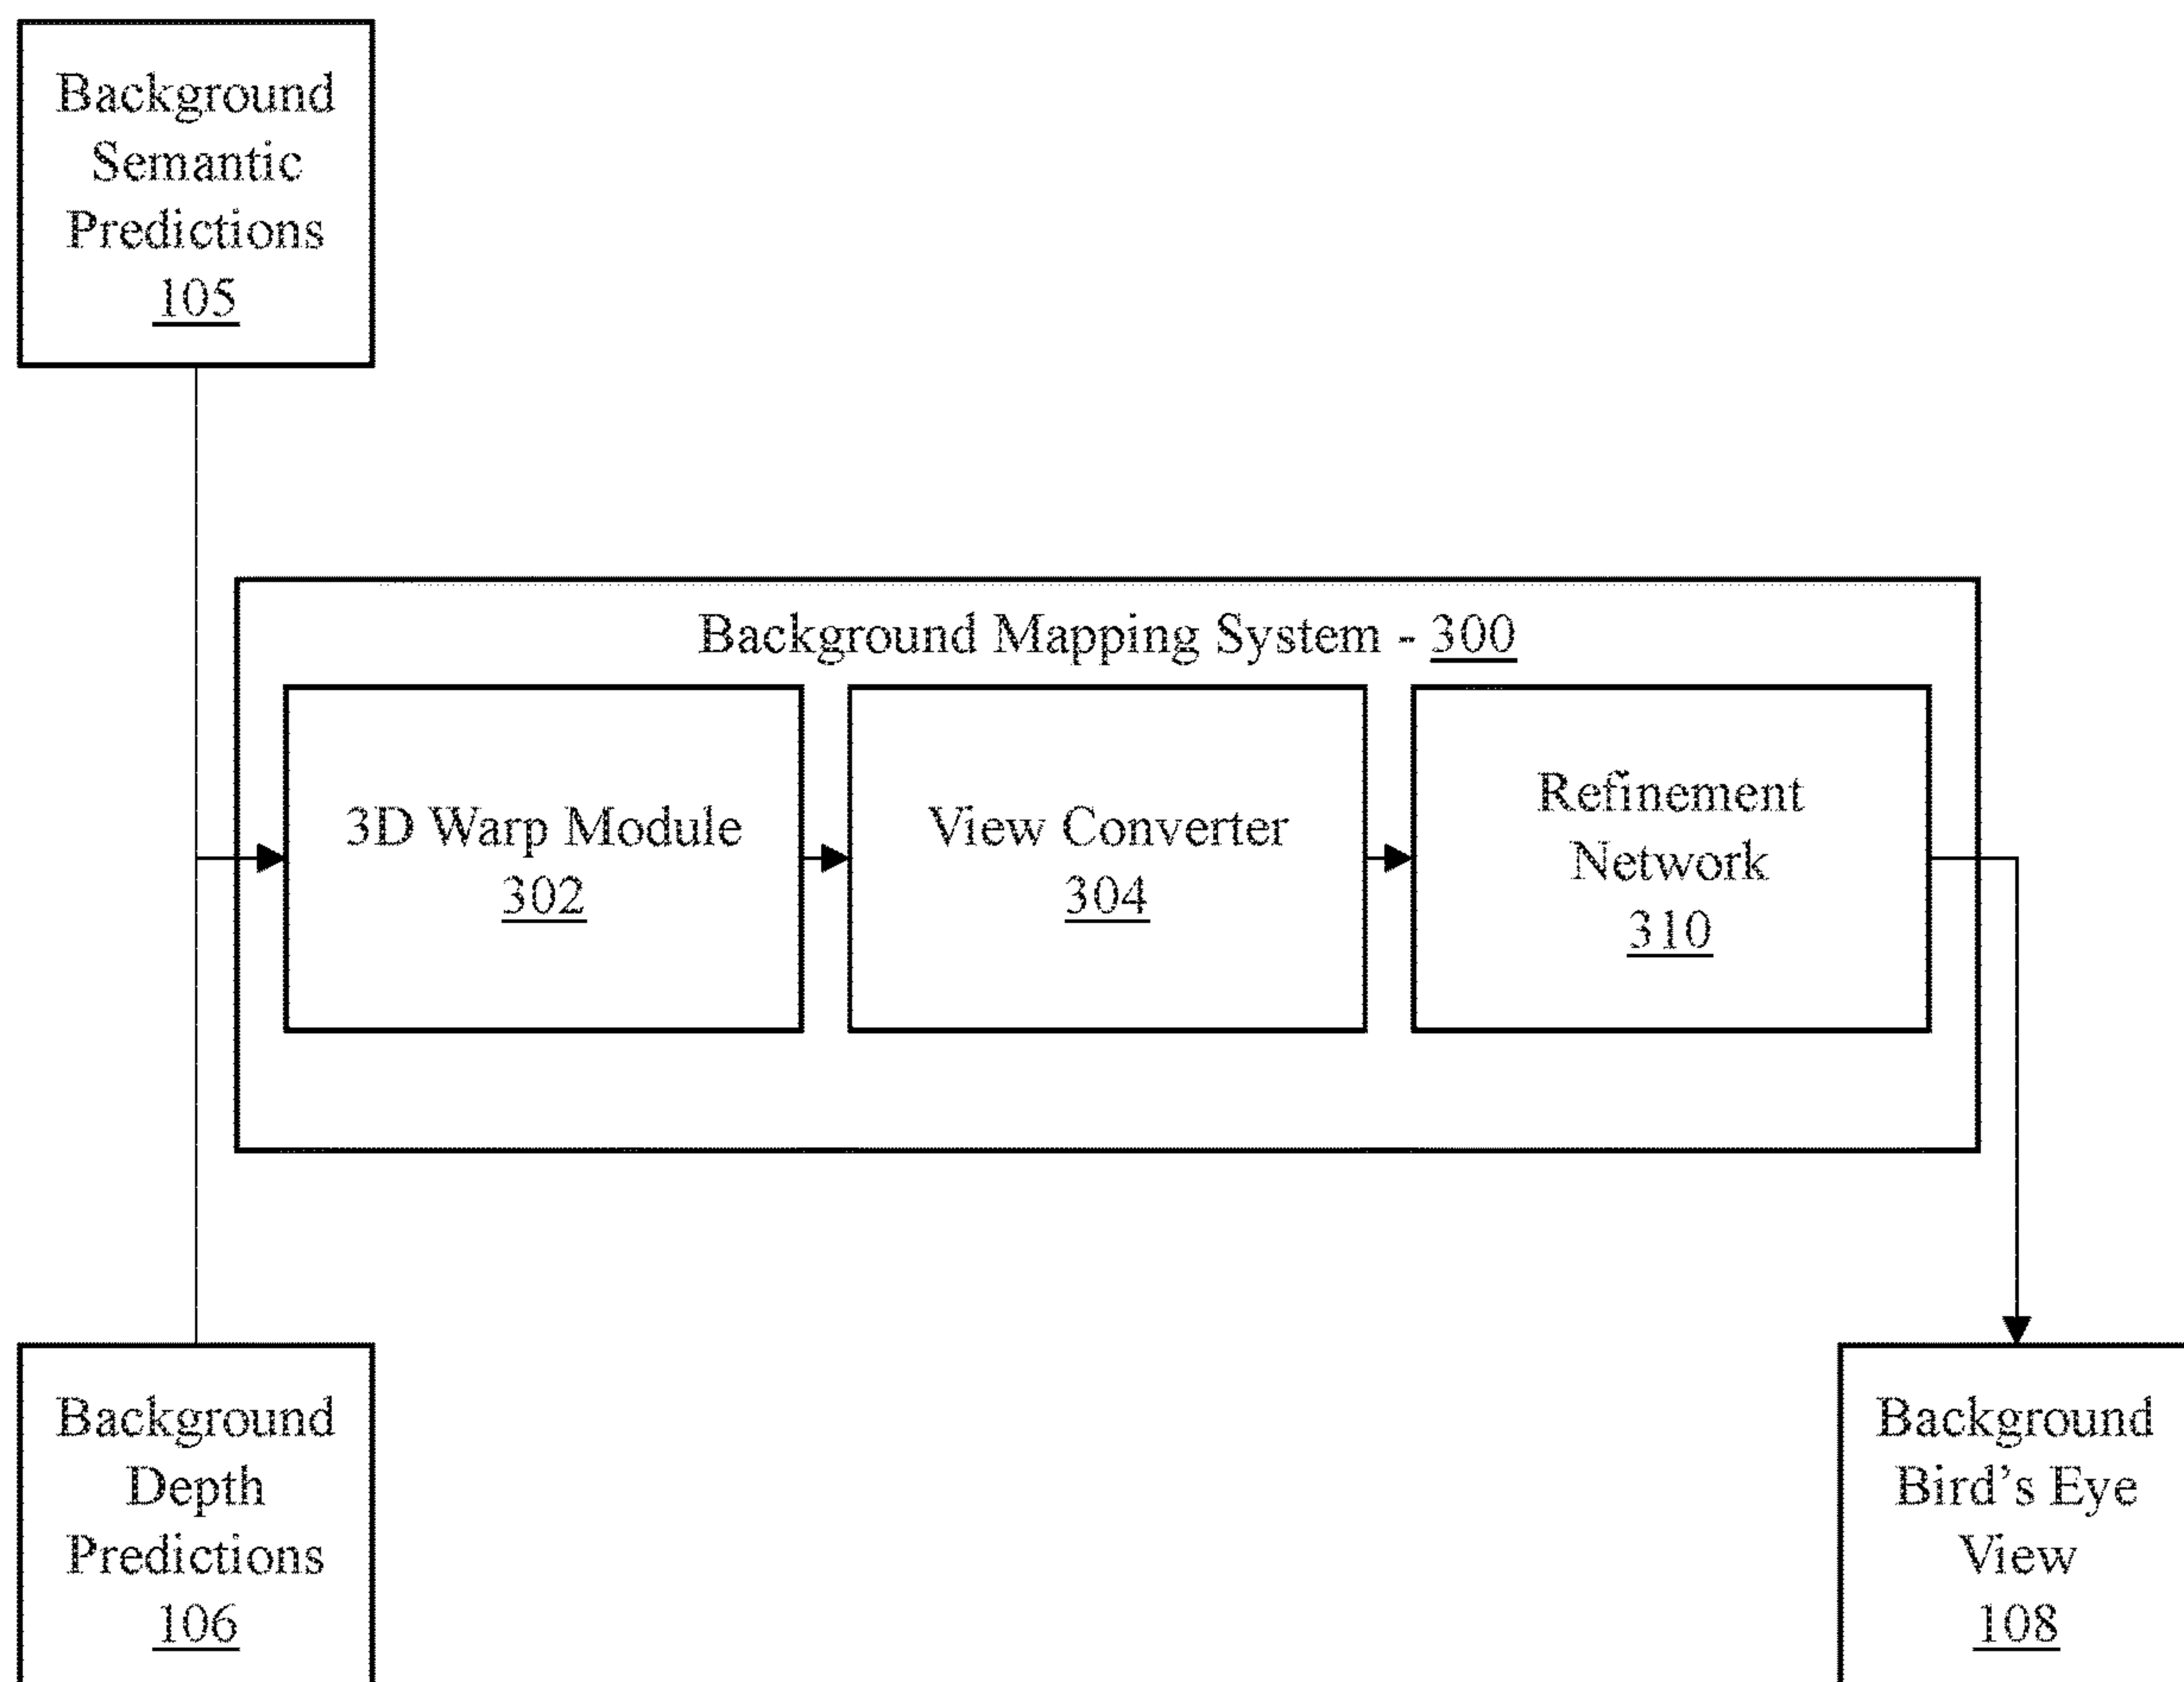 Background
Semantic
Predictions
105
Background Mapping System - 300
3D Warp Module
302
View Converter
304
Refinement
Network
310
Background
Depth
Predictions
106
Background
Bird's Eye
View
108